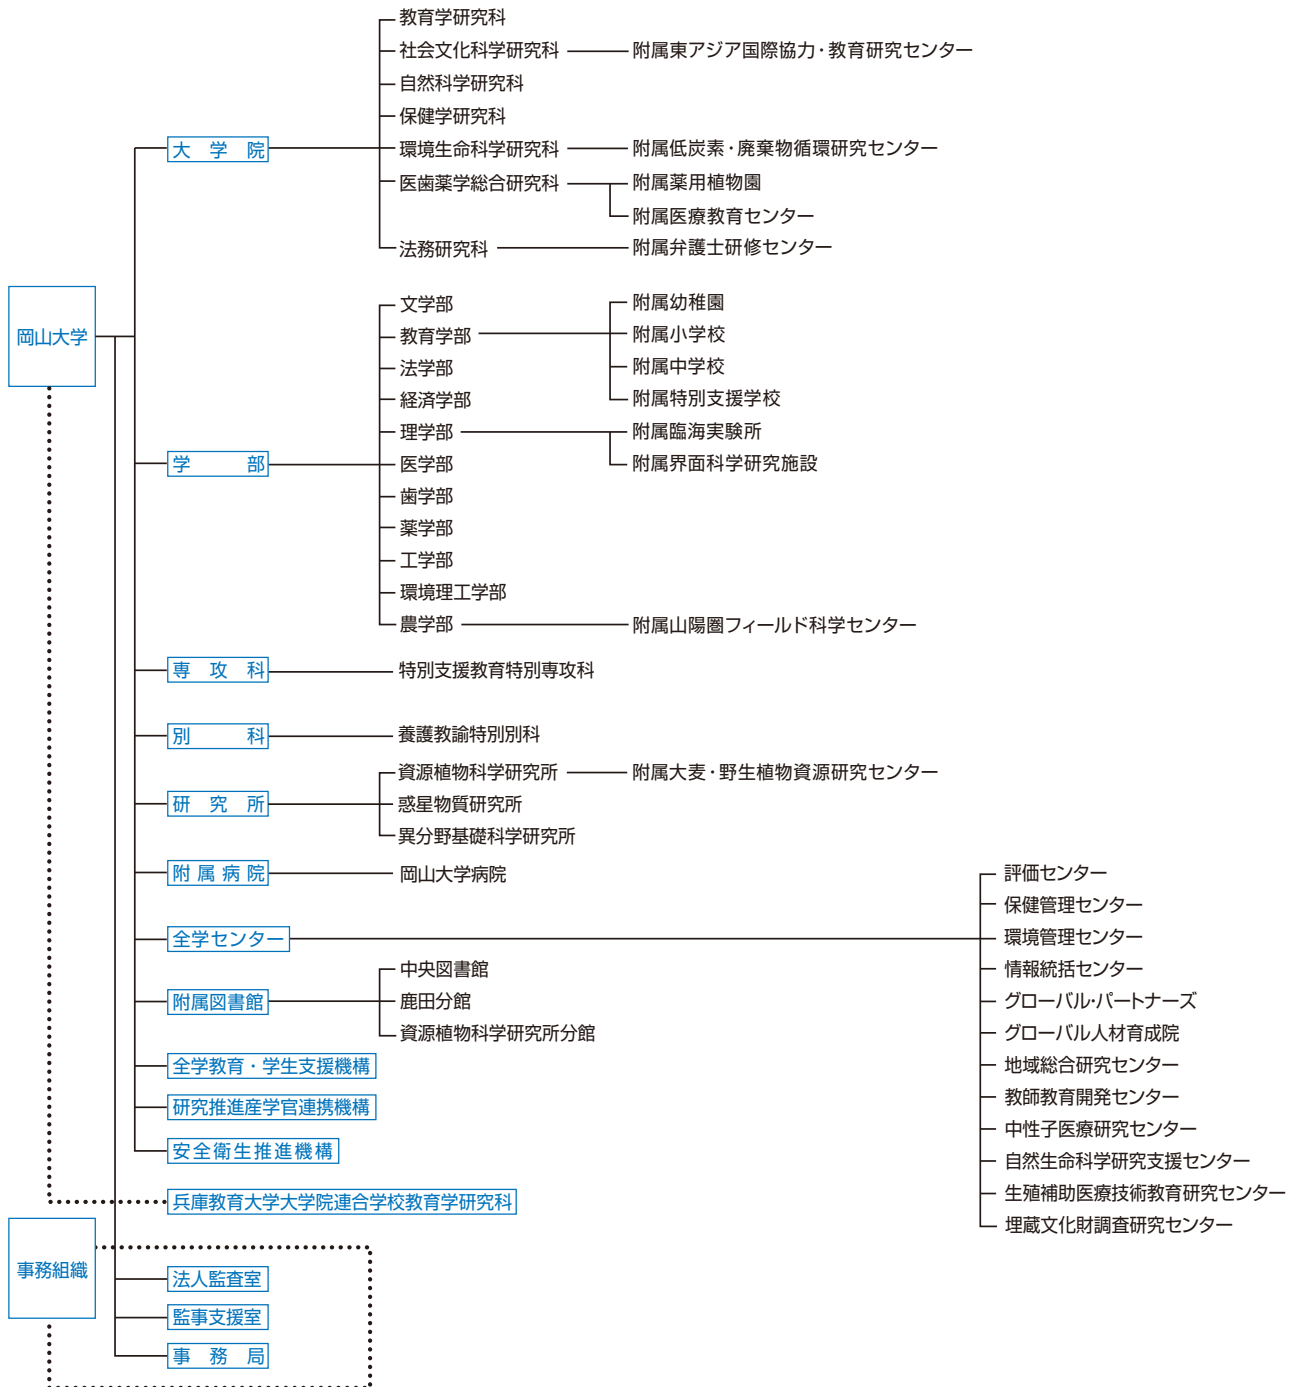 岡山大学
大学院
教育学研究科
社会文化科学研究科
附属東アジア国際協力・教育研究センター
自然科学研究科
保健学研究科
環境生命科学研究科
附属低炭素・廃棄物循環研究センター
医歯薬学総合研究科
附属薬用植物園
附属医療教育センター
法務研究科
附属弁護士研修センター
学部
文学部
教育学部
附属幼稚園
附属小学校
附属中学校
附属特別支援学校
法学部
経済学部
理学部
附属臨海実験所
附属界面科学研究施設
医学部
歯学部
薬学部
工学部
環境理工学部
農学部
附属山陽圏フィールド科学センター
専攻科
特別支援教育特別専攻科
別科
養護教諭特別別科
研究所
資源植物科学研究所
附属大麦・野生植物資源研究センター
惑星物質研究所
異分野基礎科学研究所
附属病院
岡山大学病院
全学センター
評価センター
保健管理センター
環境管理センター
情報統括センター
グローバル・パートナーズ
グローバル人材育成院
地域総合研究センター
教師教育開発センター
中性子医療研究センター
自然生命科学研究支援センター
生殖補助医療技術教育研究センター
埋蔵文化財調査研究センター
附属図書館
中央図書館
鹿田分館
資源植物科学研究所分館
全学教育・学生支援機構
研究推進産学官連携機構
安全衛生推進機構
兵庫教育大学大学院連合学校教育学研究科
事務組織
法人監査室
監事支援室
事務局